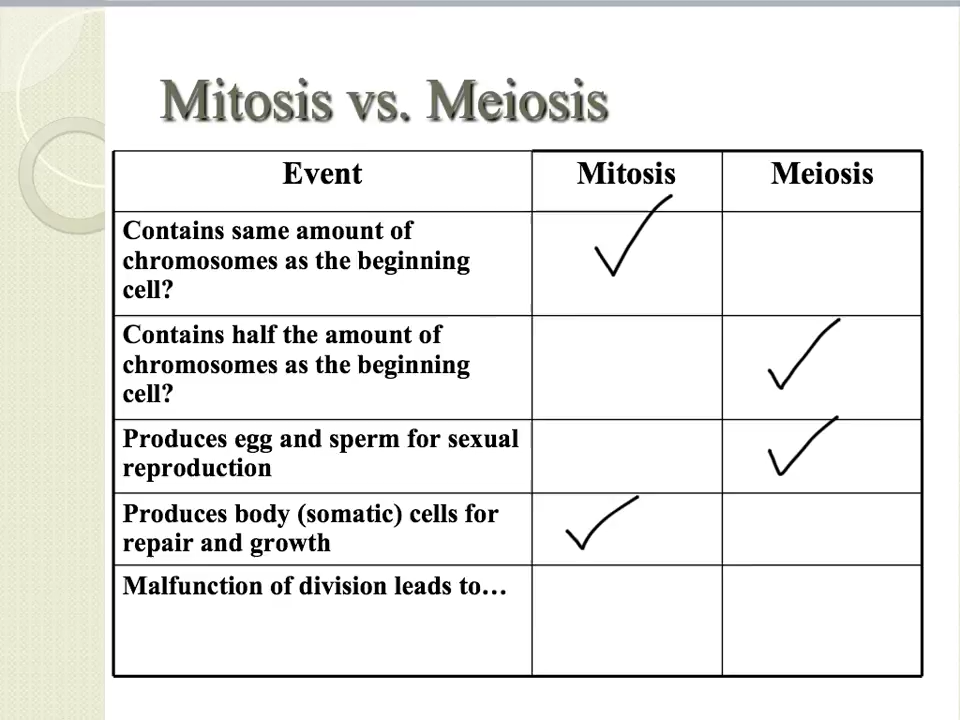 Mitosis vs. Meiosis
Event Mitosis Meiosis
Contains same amount of
chromosomes as the beginning
cell?
Contains half the amount of
chromosomes as the beginning
cell?
Produces egg and sperm for sexual
reproduction
Produces body (somatic) cells for
repair and growth
Malfunction of division leads to…